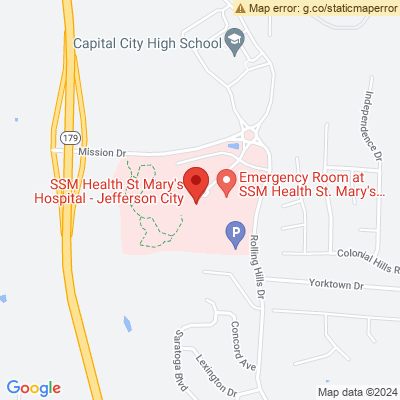 Map error: g.co/staticmaperror
Capital City High School
179
Mission Dr
Independence Dr
SSM Health St Mary's
Hospital - Jefferson City
Emergency Room at
SSM Health St. Mary's...
P
Rolling Hills Dr
Colonial Hills R
Yorktown Dr
Concord Ave
Saratoga Blvd
Lexington Dr
Google
Map data ©2024